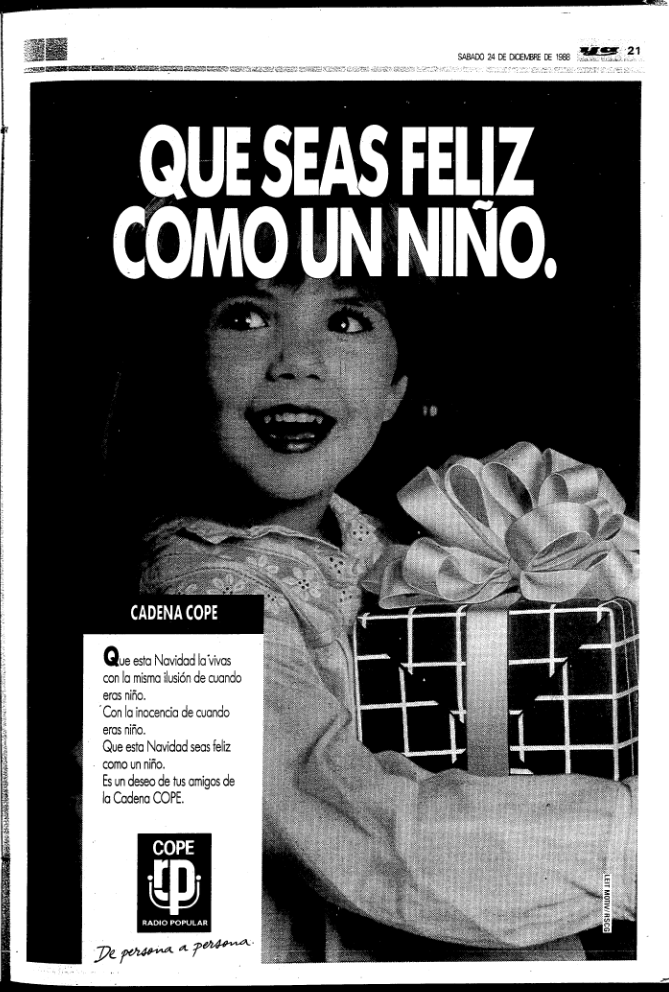 SABADO 24 DE DICIEMBRE DE 1988
21
QUE SEAS FELIZ
COMO UN NIÑO.
CADENA COPE
Que esta Navidad la vivas
con la misma ilusión de cuando
eras niño.
Con la inocencia de cuando
eras niño.
Que esta Navidad seas feliz
como un niño.
Es un deseo de tus amigos de
la Cadena COPE.
COPE
rp
RADIO POPULAR
De persona a persona.
LEIT MOTIV/RSCG